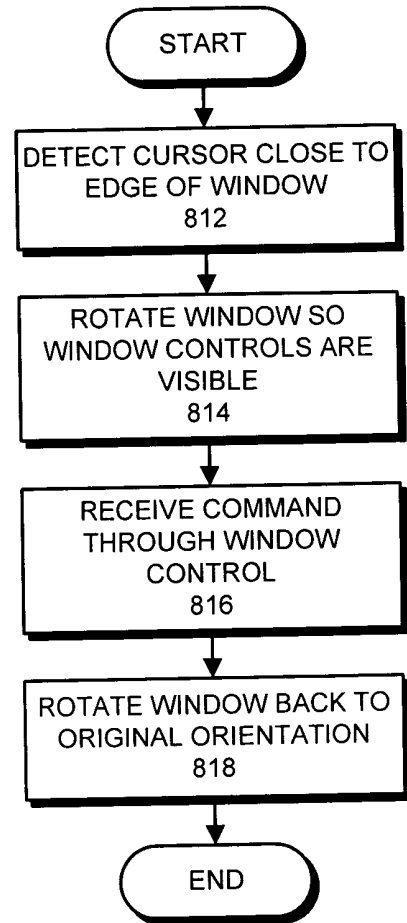 START
DETECT CURSOR CLOSE TO
EDGE OF WINDOW
812
ROTATE WINDOW SO
WINDOW CONTROLS ARE
VISIBLE
814
RECEIVE COMMAND
THROUGH WINDOW
CONTROL
816
ROTATE WINDOW BACK TO
ORIGINAL ORIENTATION
818
END